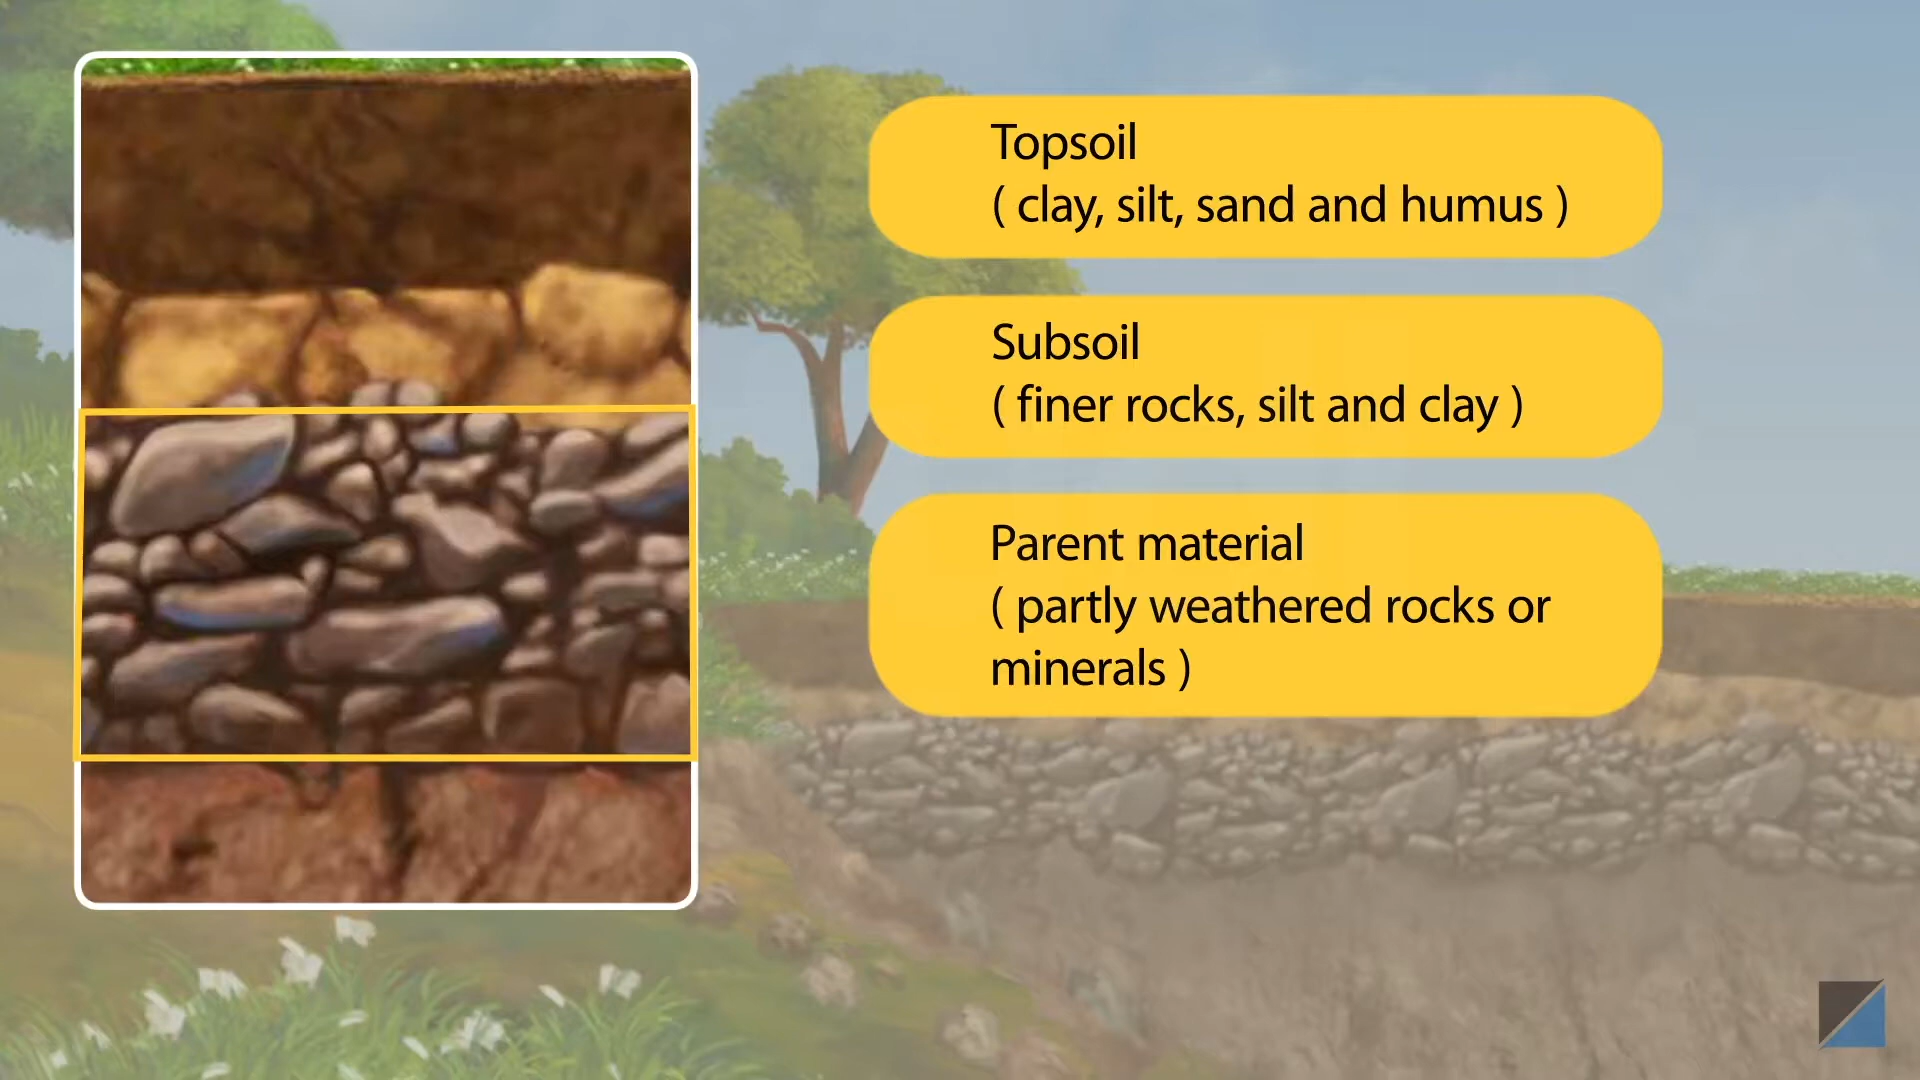 Topsoil
( clay, silt, sand and humus )
Subsoil
( finer rocks, silt and clay )
Parent material
( partly weathered rocks or
minerals )